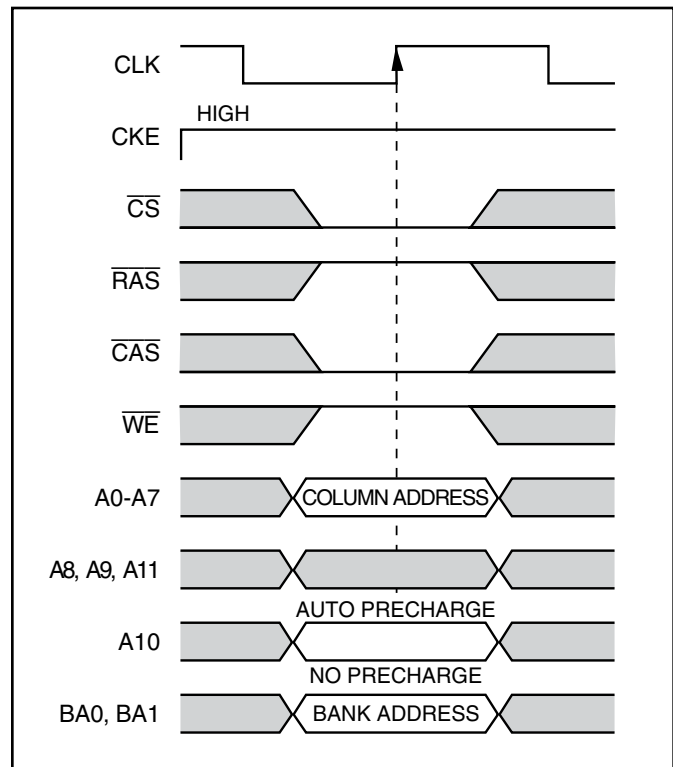 CLK
HIGH
CKE
CS
RAS
CAS
WE
A0-A7 COLUMN ADDRESS
A8, A9, A11
AUTO PRECHARGE
A10
NO PRECHARGE
BA0, BA1 BANK ADDRESS